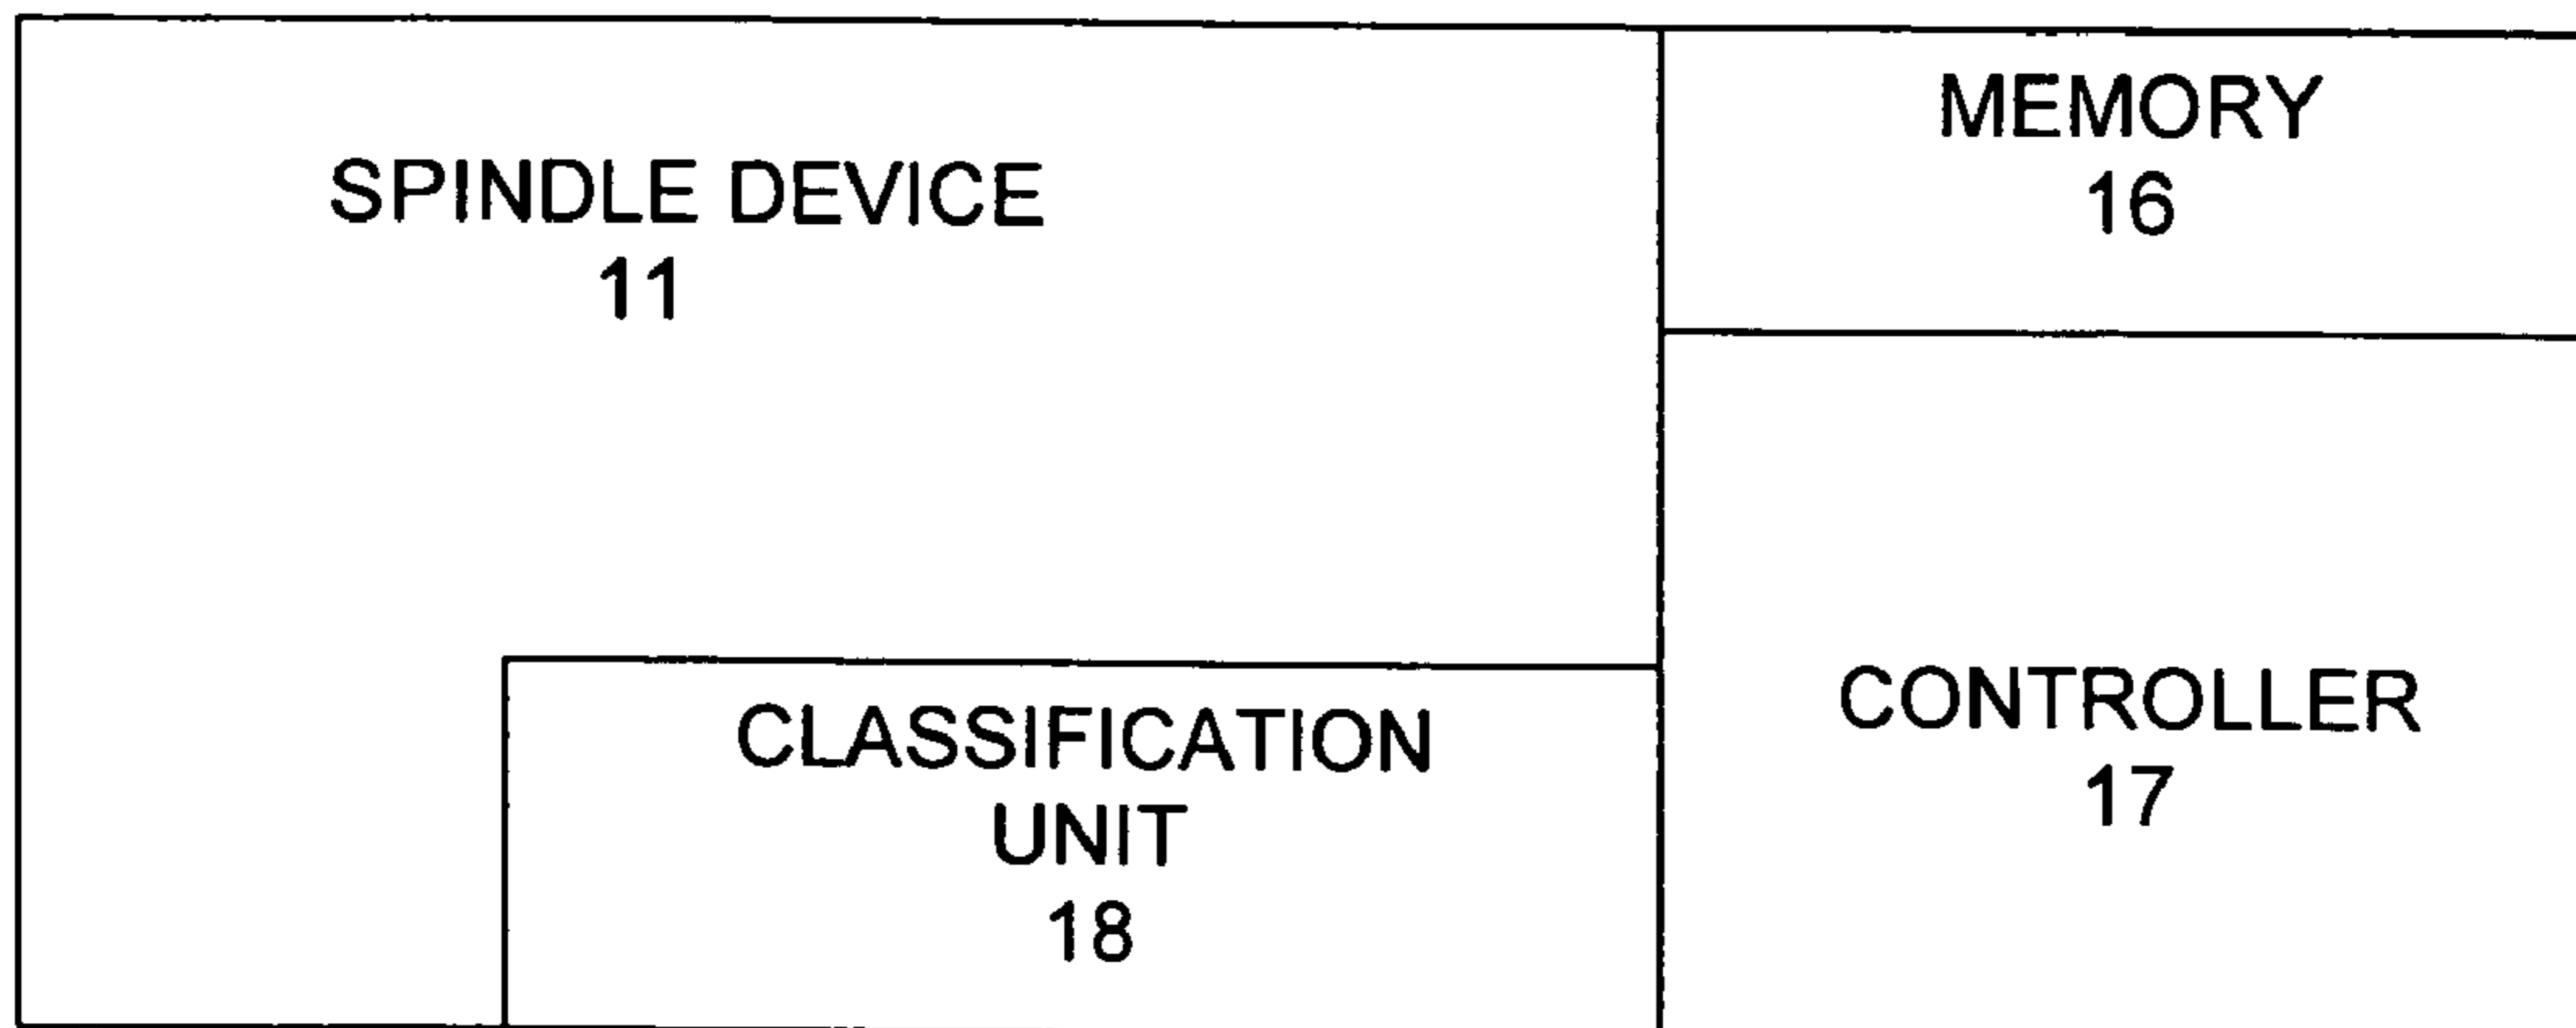 SPINDLE DEVICE
11
MEMORY
16
CLASSIFICATION
UNIT
18
CONTROLLER
17